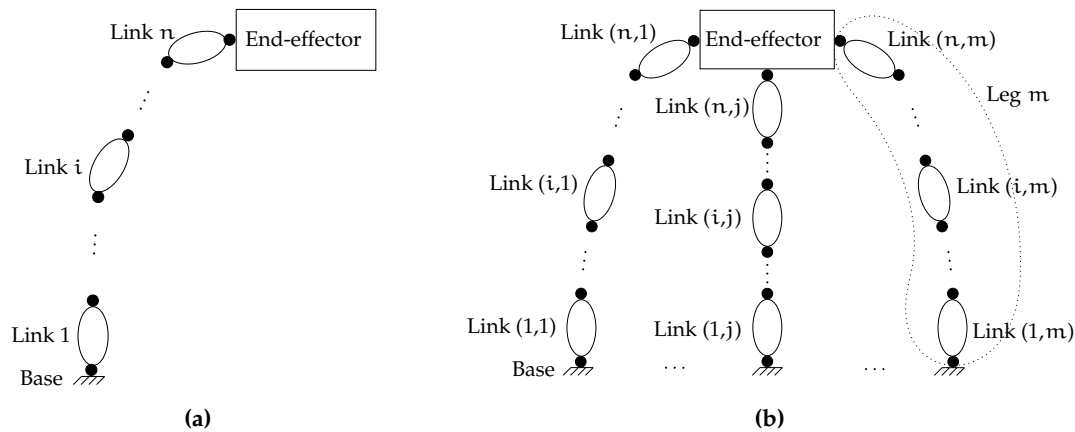 Link n
End-effector
Link i
Link 1
Base
(a)
Link (n,1)
End-effector
Link (n,m)
Leg m
Link (n,j)
Link (i,1)
Link (i,m)
Link (i,j)
Link (1,1)
Link (1,j)
Link (1,m)
Base
...
...
(b)